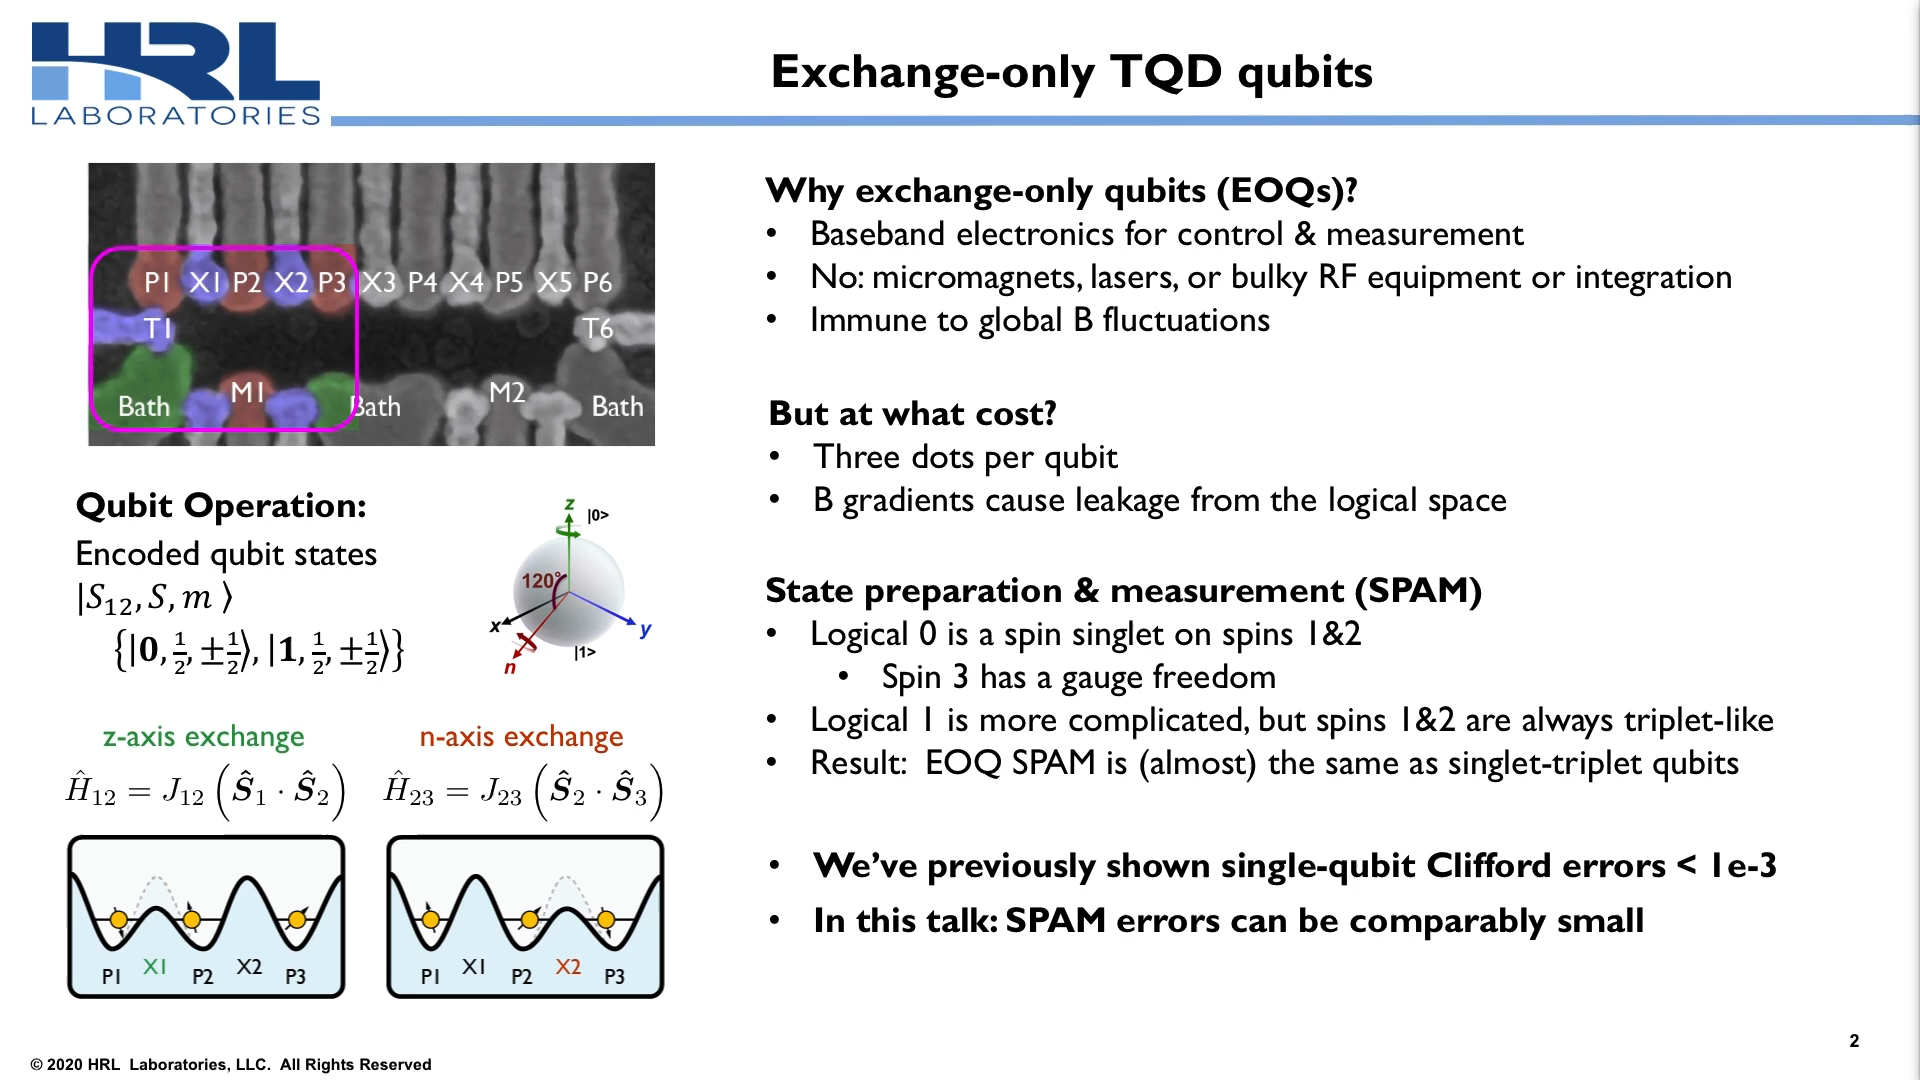 HRL
LABORATORIES
Exchange-only TQD qubits
P1 X1 P2 X2 P3 X3 P4 X4 P5 X5 P6
T1 T6
M1 M2
Bath Bath Bath
Qubit Operation:
Encoded qubit states
|S₁₂, S, m ⟩
{|0, ½, ±½⟩, |1, ½, ±½⟩}
z
|0>
120°
x
y
n
|1>
z-axis exchange
Ĥ₁₂ = J₁₂ (Ŝ₁ · Ŝ₂)
P1 X1 P2 X2 P3
n-axis exchange
Ĥ₂₃ = J₂₃ (Ŝ₂ · Ŝ₃)
P1 X1 P2 X2 P3
Why exchange-only qubits (EOQs)?
• Baseband electronics for control & measurement
• No: micromagnets, lasers, or bulky RF equipment or integration
• Immune to global B fluctuations
But at what cost?
• Three dots per qubit
• B gradients cause leakage from the logical space
State preparation & measurement (SPAM)
• Logical 0 is a spin singlet on spins 1&2
• Spin 3 has a gauge freedom
• Logical 1 is more complicated, but spins 1&2 are always triplet-like
• Result: EOQ SPAM is (almost) the same as singlet-triplet qubits
• We’ve previously shown single-qubit Clifford errors < 1e-3
• In this talk: SPAM errors can be comparably small
2
© 2020 HRL Laboratories, LLC. All Rights Reserved